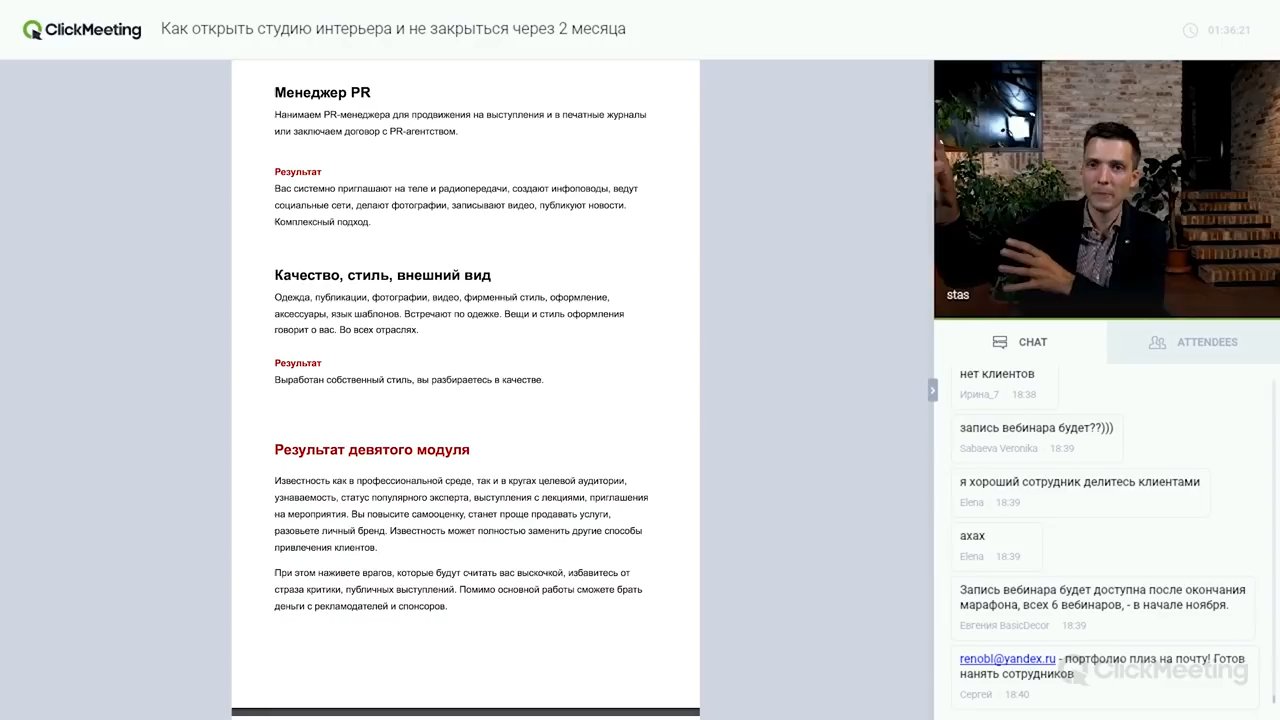 ClickMeeting
Как открыть студию интерьера и не закрыться через 2 месяца
01:36:21
Менеджер PR
Нанимаем PR-менеджера для продвижения на выступления и в печатные журналы
или заключаем договор с PR-агентством.
Результат
Вас системно приглашают на теле и радиопередачи, создают инфоповоды, ведут
социальные сети, делают фотографии, записывают видео, публикуют новости.
Комплексный подход.
Качество, стиль, внешний вид
Одежда, публикации, фотографии, видео, фирменный стиль, оформление,
аксессуары, язык шаблонов. Встречают по одежке. Вещи и стиль оформления
говорит о вас. Во всех отраслях.
Результат
Выработан собственный стиль, вы разбираетесь в качестве.
Результат девятого модуля
Известность как в профессиональной среде, так и в кругах целевой аудитории,
узнаваемость, статус популярного эксперта, выступления с лекциями, приглашения
на мероприятия. Вы повысите самооценку, станет проще продавать услуги,
разовьете личный бренд. Известность может полностью заменить другие способы
привлечения клиентов.
При этом наживете врагов, которые будут считать вас выскочкой, избавитесь от
страза критики, публичных выступлений. Помимо основной работы сможете брать
деньги с рекламодателей и спонсоров.
stas
CHAT
ATTENDEES
нет клиентов
Ирина_7 18:38
запись вебинара будет??)))
Sabaeva Veronika 18:39
я хороший сотрудник делитесь клиентами
Elena 18:39
ахах
Elena 18:39
Запись вебинара будет доступна после окончания
марафона, всех 6 вебинаров, - в начале ноября.
Евгения BasicDecor 18:39
renobl@yandex.ru - портфолио плиз на почту! Готов
нанять сотрудников
Сергей 18:40
ClickMeeting